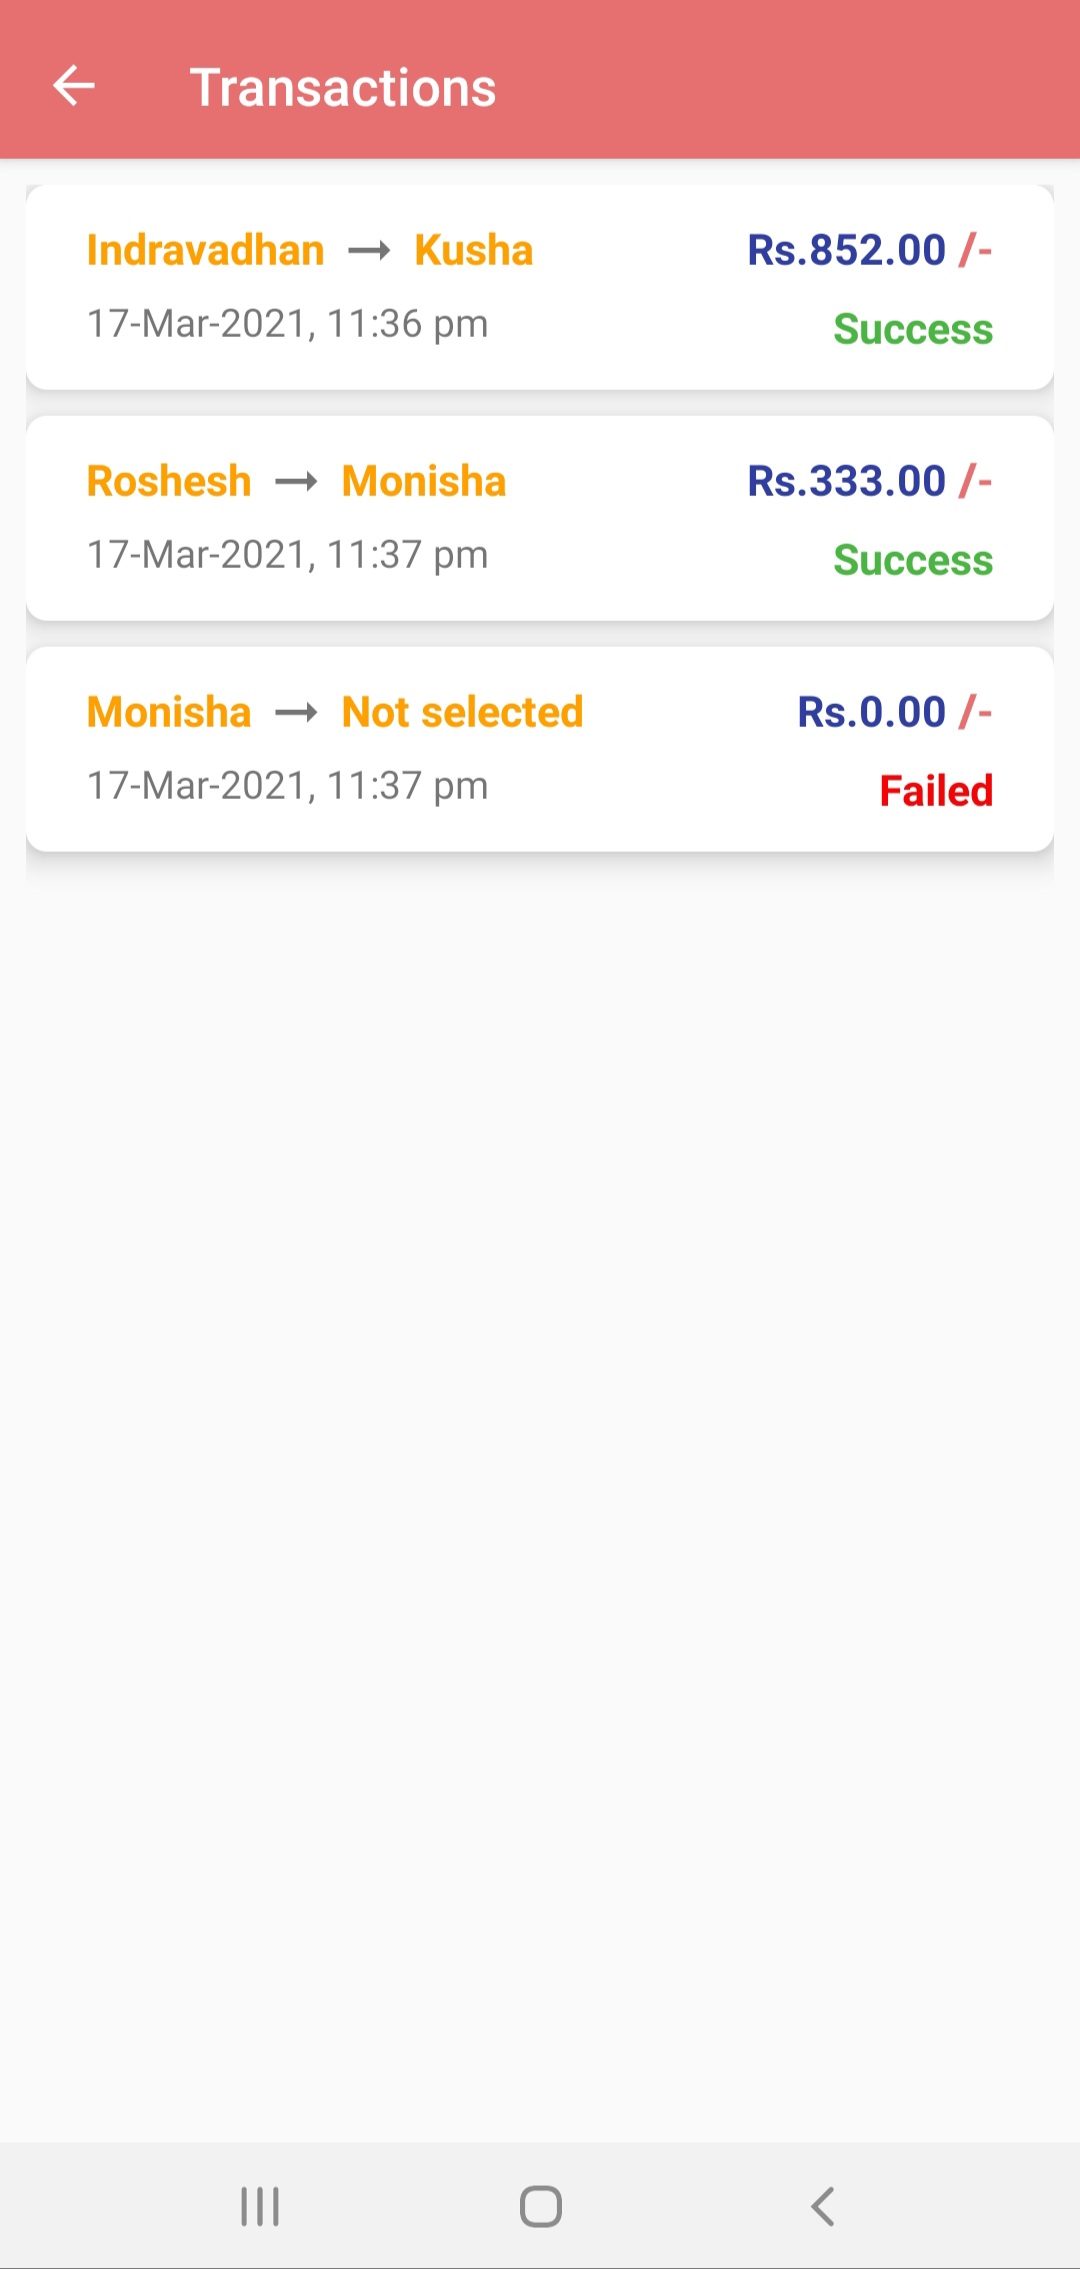 Transactions
Indravadhan → Kusha Rs.852.00 /-
17-Mar-2021, 11:36 pm Success
Roshesh → Monisha Rs.333.00 /-
17-Mar-2021, 11:37 pm Success
Monisha → Not selected Rs.0.00 /-
17-Mar-2021, 11:37 pm Failed